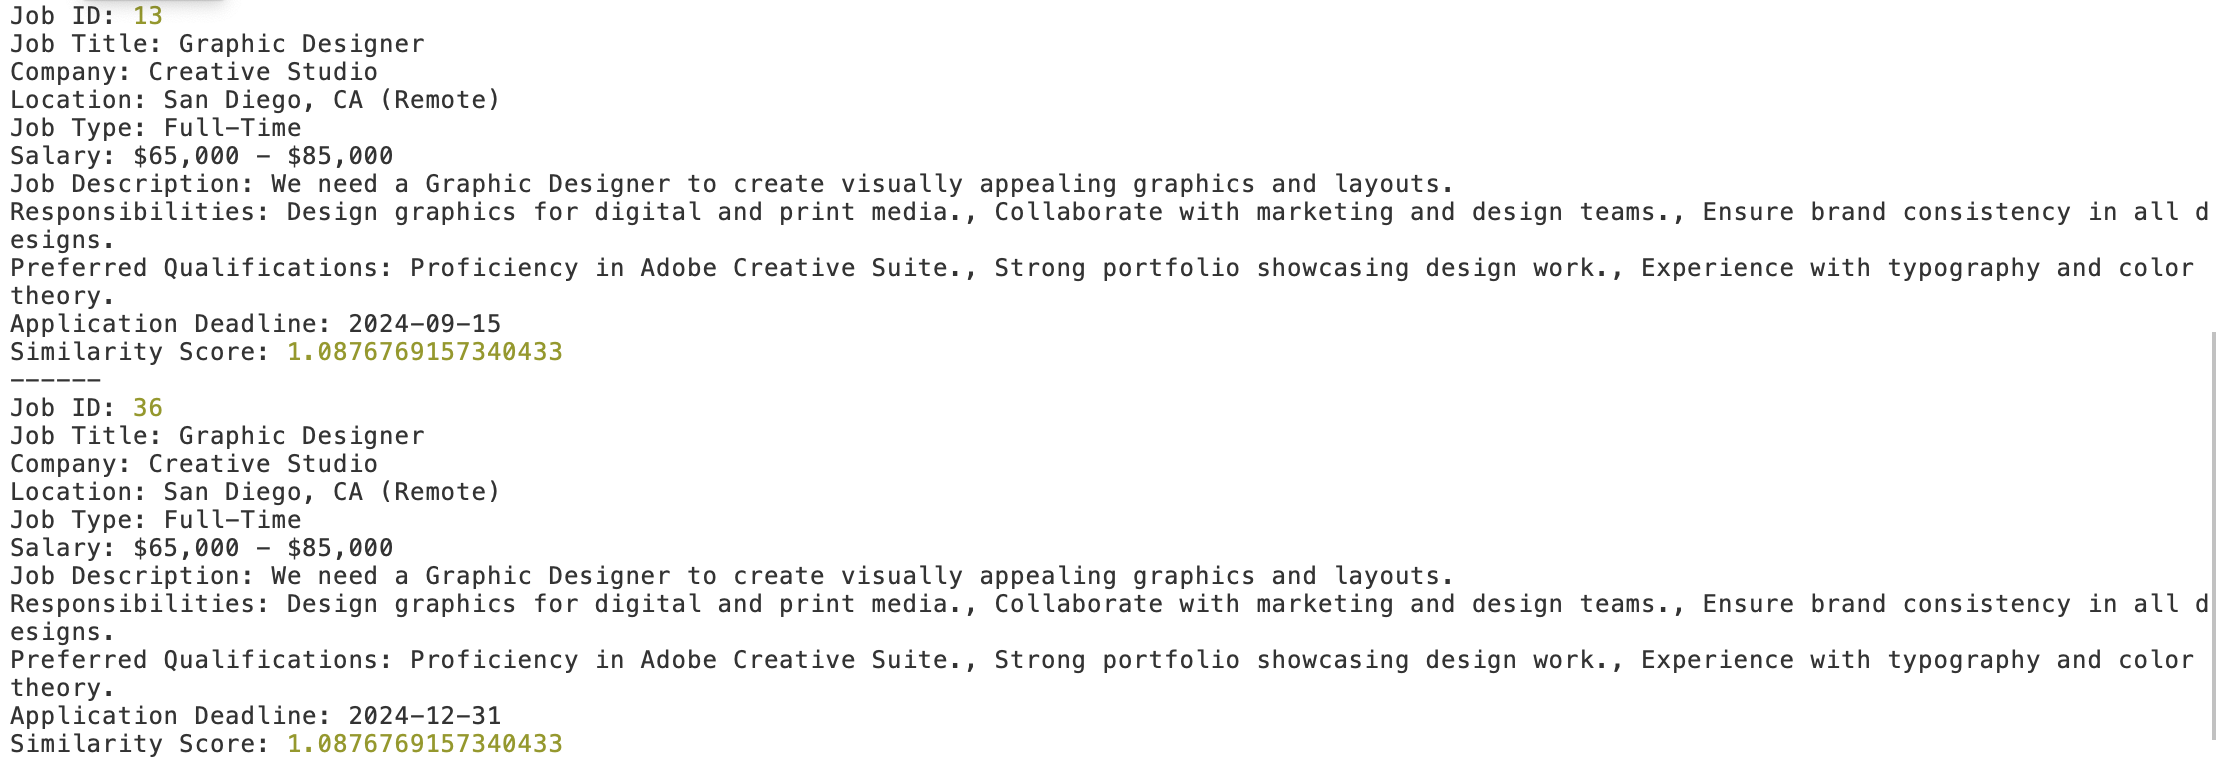 Job ID: 13
Job Title: Graphic Designer
Company: Creative Studio
Location: San Diego, CA (Remote)
Job Type: Full-Time
Salary: $65,000 - $85,000
Job Description: We need a Graphic Designer to create visually appealing graphics and layouts.
Responsibilities: Design graphics for digital and print media., Collaborate with marketing and design teams., Ensure brand consistency in all d
esigns.
Preferred Qualifications: Proficiency in Adobe Creative Suite., Strong portfolio showcasing design work., Experience with typography and color
theory.
Application Deadline: 2024-09-15
Similarity Score: 1.0876769157340433
------
Job ID: 36
Job Title: Graphic Designer
Company: Creative Studio
Location: San Diego, CA (Remote)
Job Type: Full-Time
Salary: $65,000 - $85,000
Job Description: We need a Graphic Designer to create visually appealing graphics and layouts.
Responsibilities: Design graphics for digital and print media., Collaborate with marketing and design teams., Ensure brand consistency in all d
esigns.
Preferred Qualifications: Proficiency in Adobe Creative Suite., Strong portfolio showcasing design work., Experience with typography and color
theory.
Application Deadline: 2024-12-31
Similarity Score: 1.0876769157340433